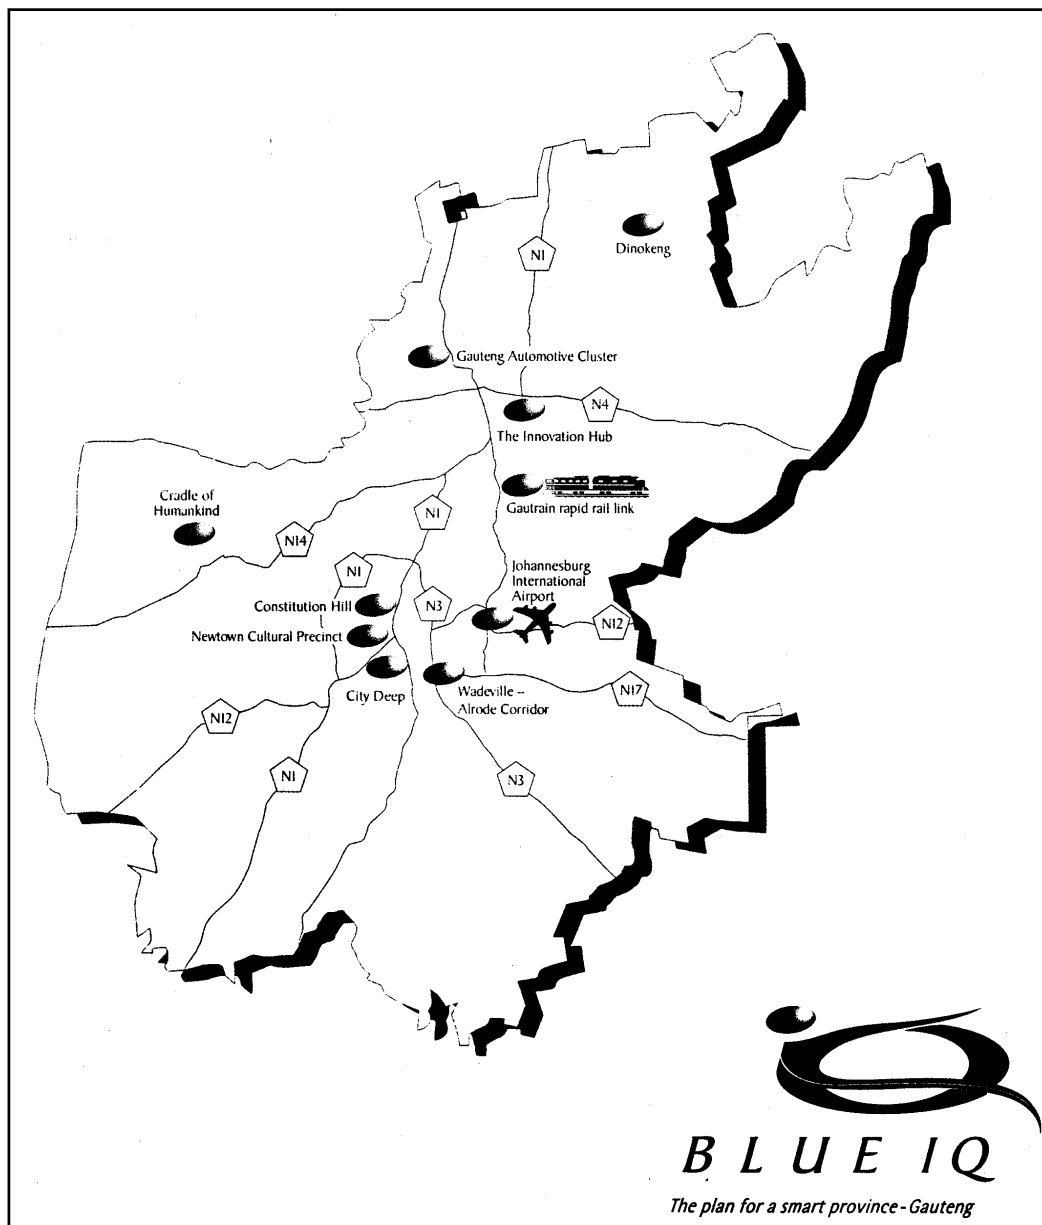 N1
Dinokeng
Gauteng Automotive Cluster
N4
The Innovation Hub
Cradle of
Humankind
Gautrain rapid rail link
N1
N14
N1
Johannesburg
International
Airport
Constitution Hill
N3
N12
Newtown Cultural Precinct
City Deep
Wadeville –
Alrode Corridor
N17
N12
N1
N3
BLUE IQ
The plan for a smart province - Gauteng